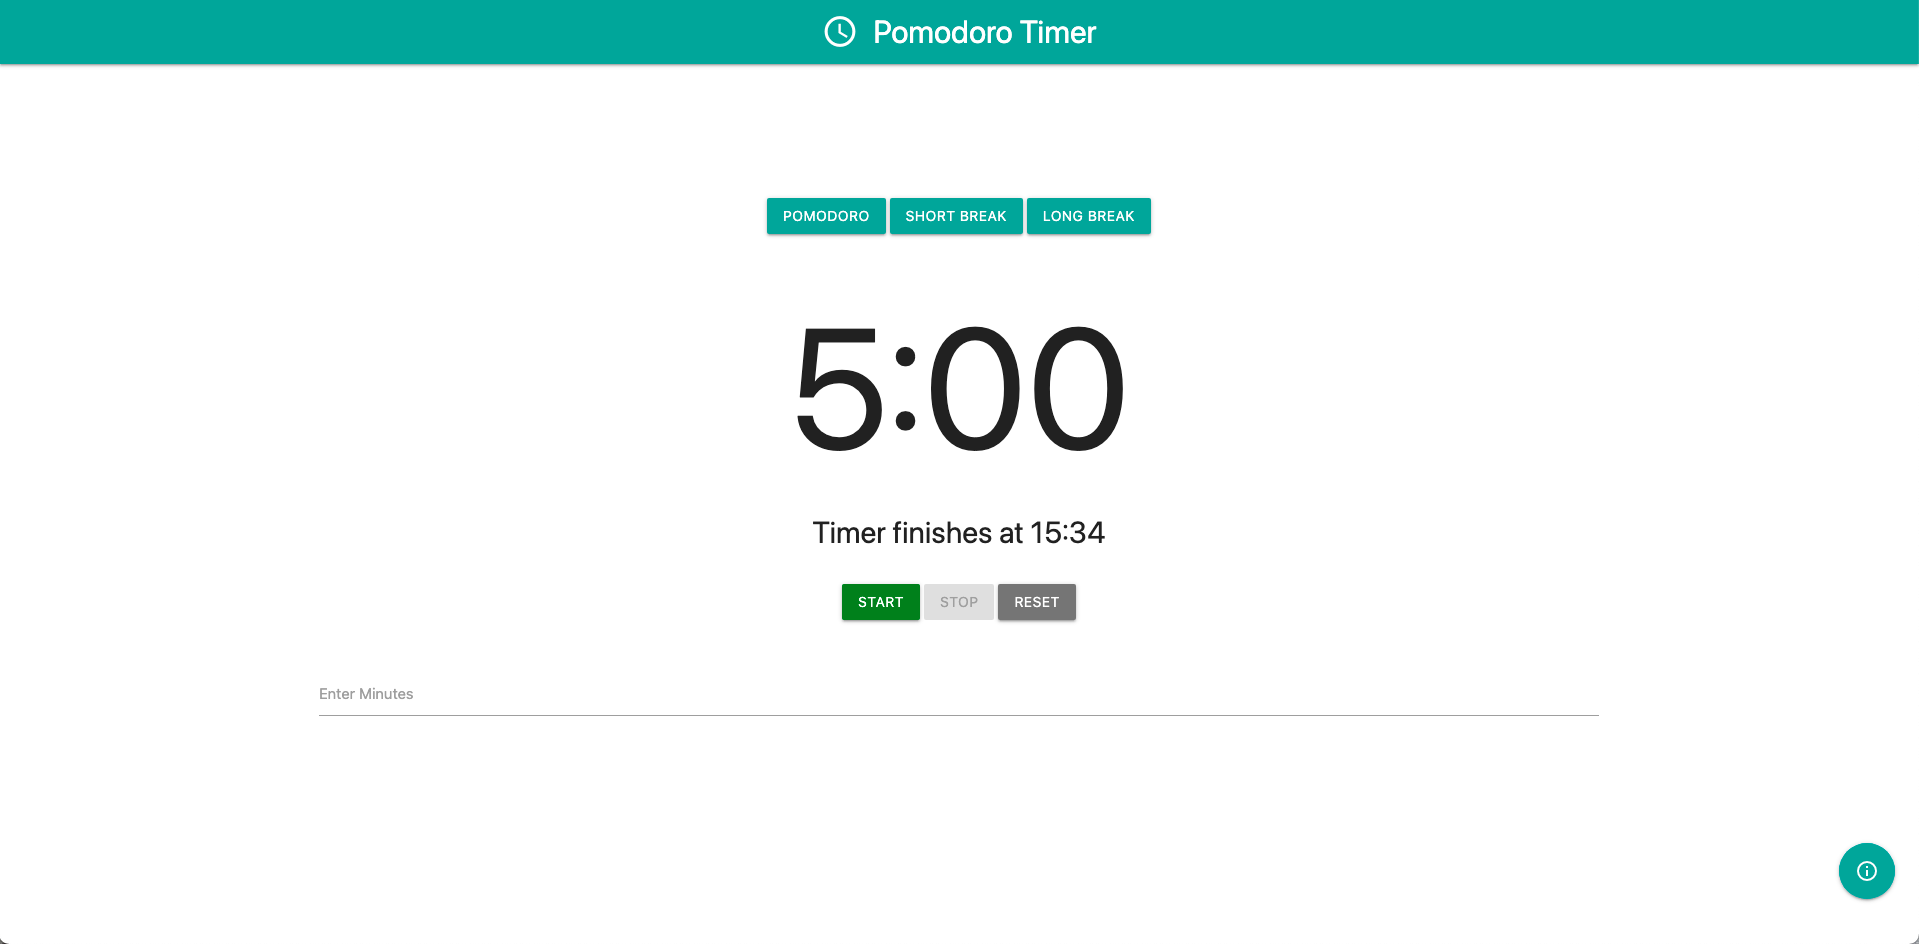 Pomodoro Timer
POMODORO SHORT BREAK LONG BREAK
5:00
Timer finishes at 15:34
START STOP RESET
Enter Minutes